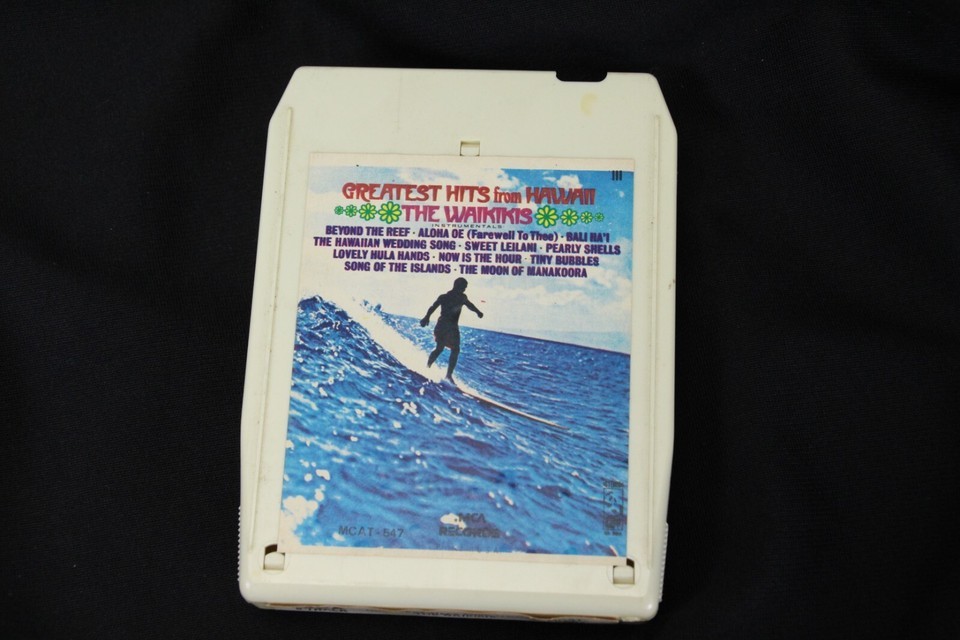 GREATEST HITS from HAWAII
THE WAIKIKIS
INSTRUMENTALS
BEYOND THE REEF · ALOHA OE (Farewell To Thee) · BALI HA'I
THE HAWAIIAN WEDDING SONG · SWEET LEILANI · PEARLY SHELLS
LOVELY HULA HANDS · NOW IS THE HOUR · TINY BUBBLES
SONG OF THE ISLANDS · THE MOON OF MANAKOORA
MCAT-547
MCA
RECORDS